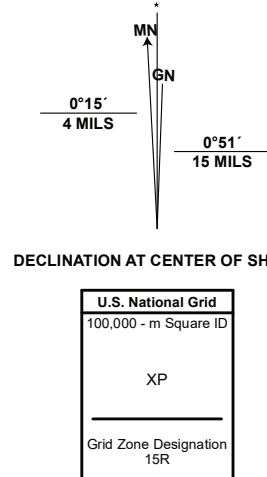 *
MN
GN
0°15´
4 MILS
0°51´
15 MILS
DECLINATION AT CENTER OF SH
U.S. National Grid
100,000 - m Square ID
XP
Grid Zone Designation
15R